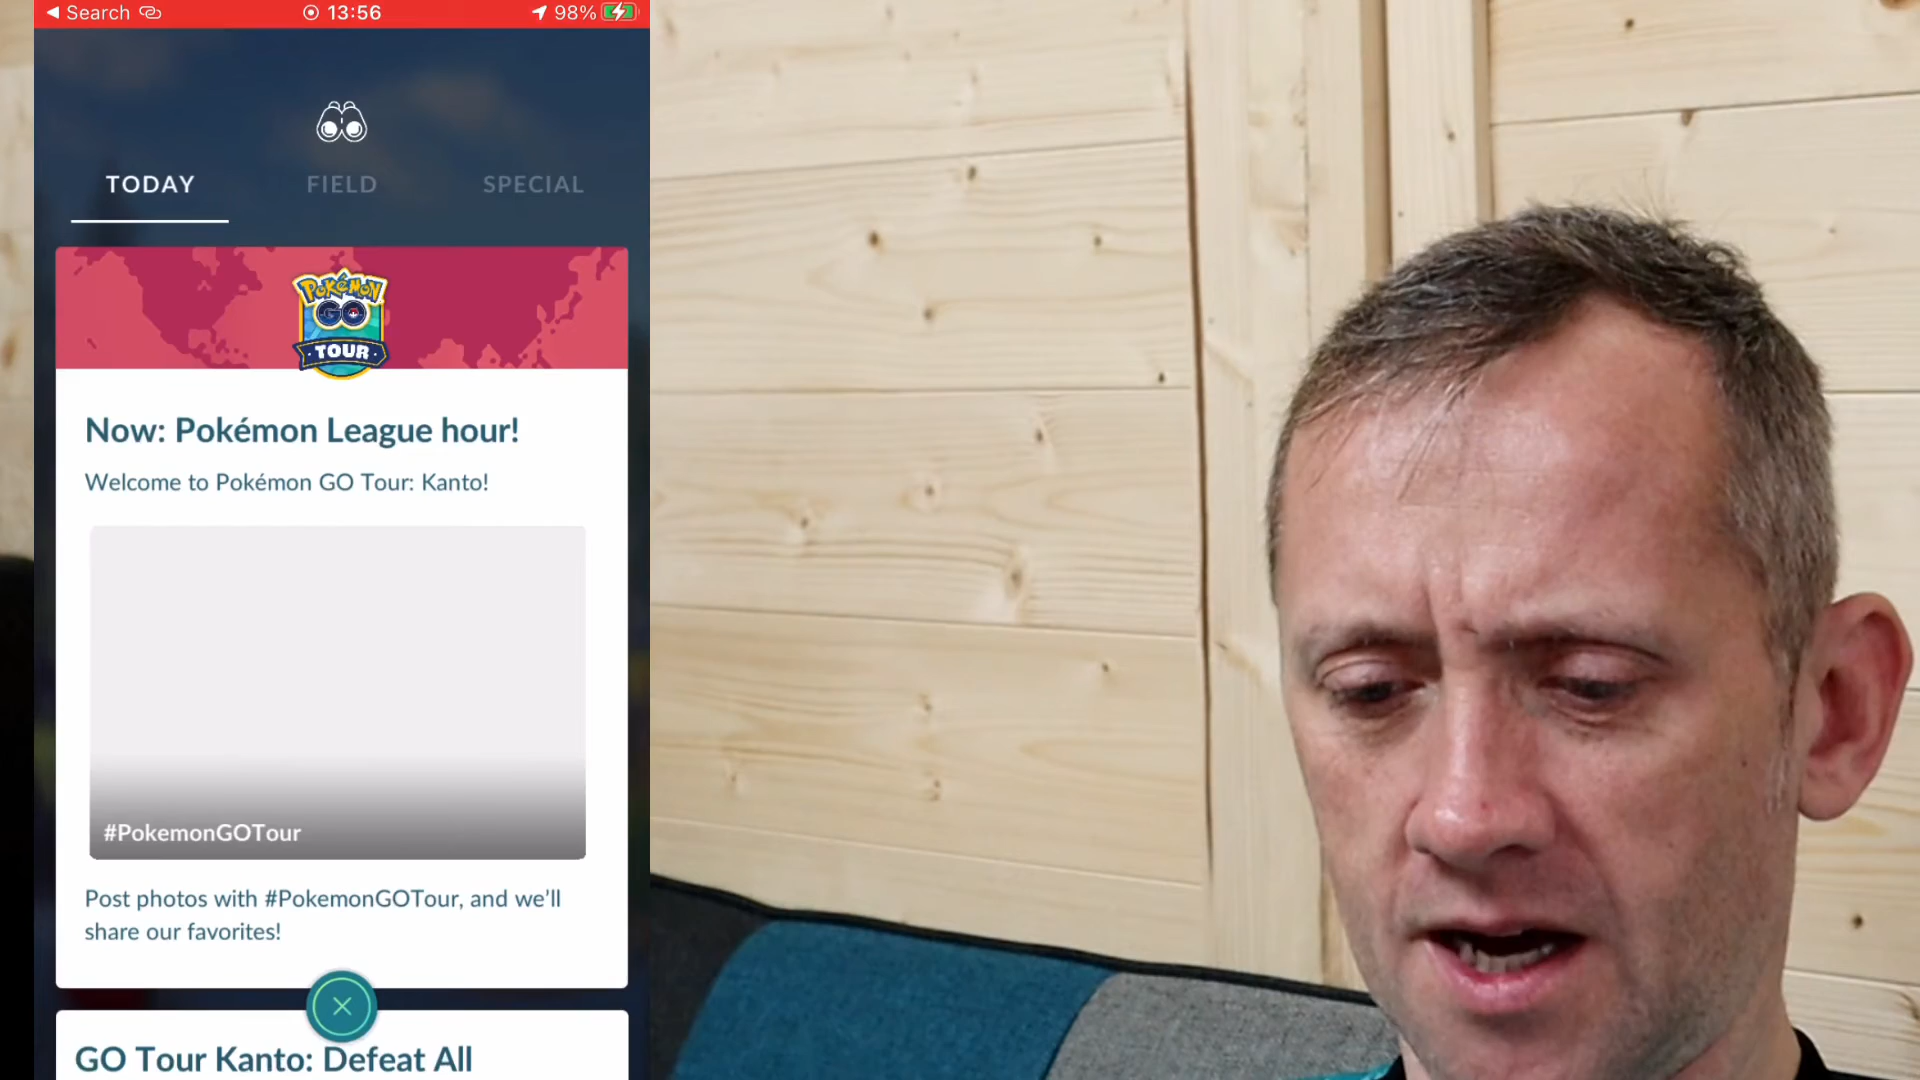 Search
13:56
98%
TODAY
FIELD
SPECIAL
POKÉMON
GO
TOUR
Now: Pokémon League hour!
Welcome to Pokémon GO Tour: Kanto!
#PokemonGOTour
Post photos with #PokemonGOTour, and we'll
share our favorites!
GO Tour Kanto: Defeat All